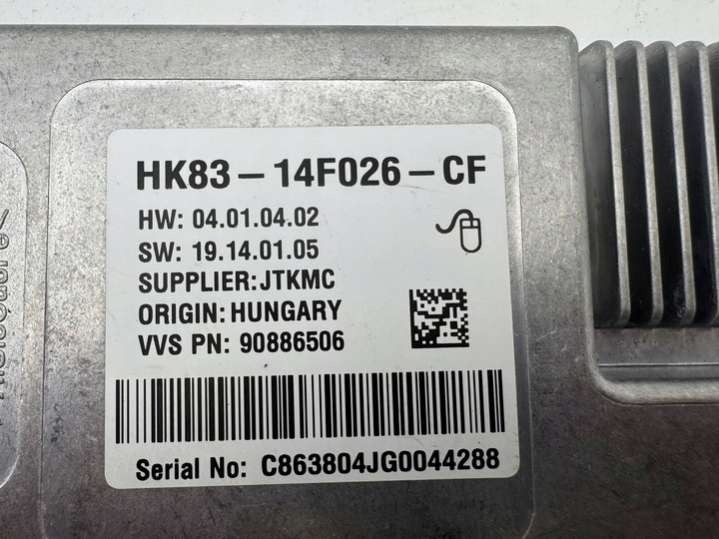 HK83-14F026-CF
HW: 04.01.04.02
SW: 19.14.01.05
SUPPLIER:JTKMC
ORIGIN:HUNGARY
VVS PN: 90886506
Serial No: C863804JG0044288